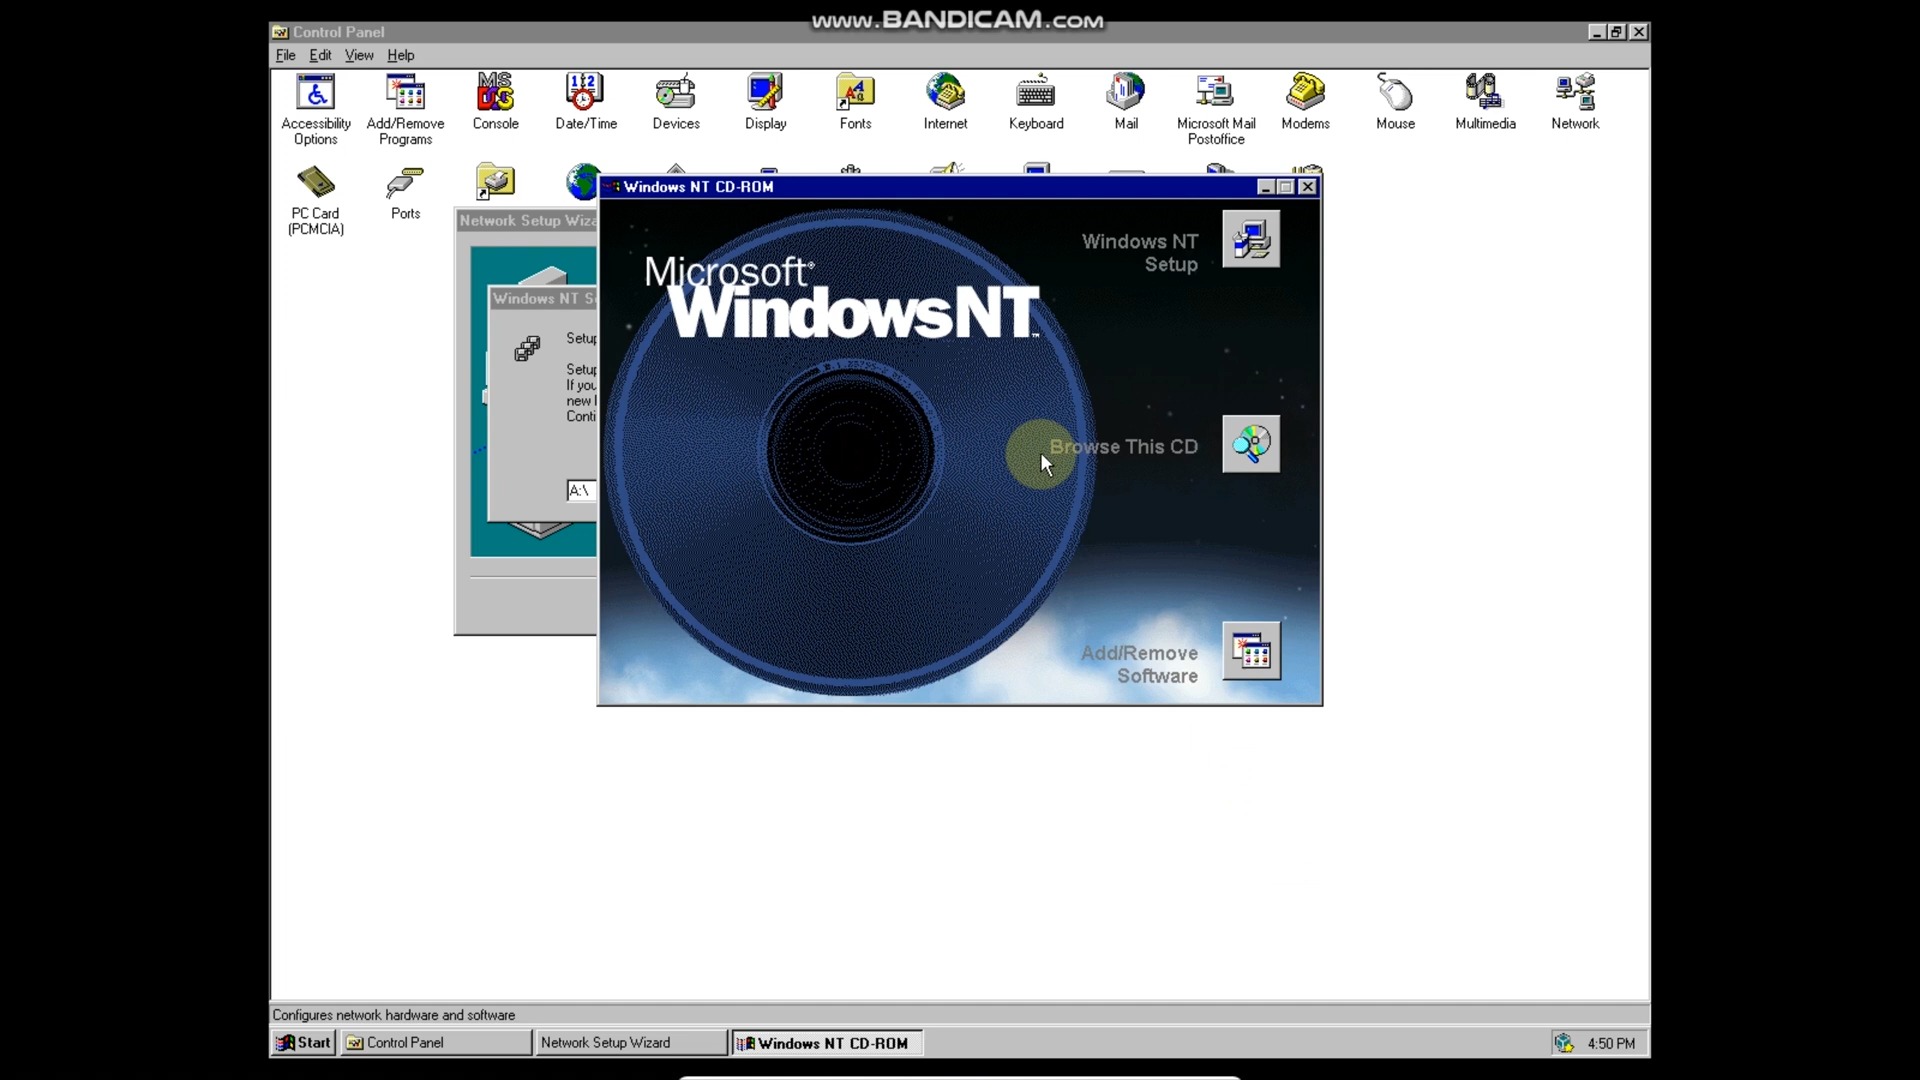 www.BANDICAM.com
Control Panel
File Edit View Help
Accessibility Options
Add/Remove Programs
Console
Date/Time
Devices
Display
Fonts
Internet
Keyboard
Mail
Microsoft Mail Postoffice
Modems
Mouse
Multimedia
Network
PC Card (PCMCIA)
Ports
Network Setup Wiza
Windows NT S
Setup
Setup
If you
new
Conti
A:\
Windows NT CD-ROM
Microsoft®
WindowsNT™
Windows NT
Setup
Browse This CD
Add/Remove
Software
Configures network hardware and software
Start
Control Panel
Network Setup Wizard
Windows NT CD-ROM
4:50 PM